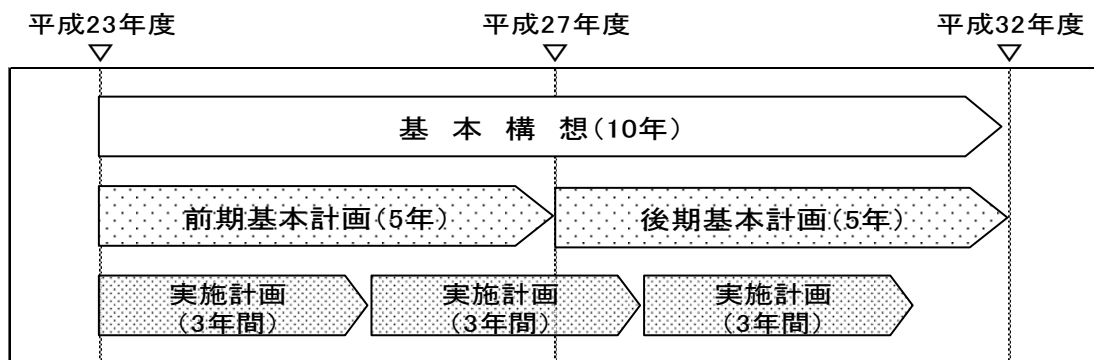 平成23年度 平成27年度 平成32年度
基本構想(10年)
前期基本計画(5年) 後期基本計画(5年)
実施計画 実施計画 実施計画
(3年間) (3年間) (3年間)